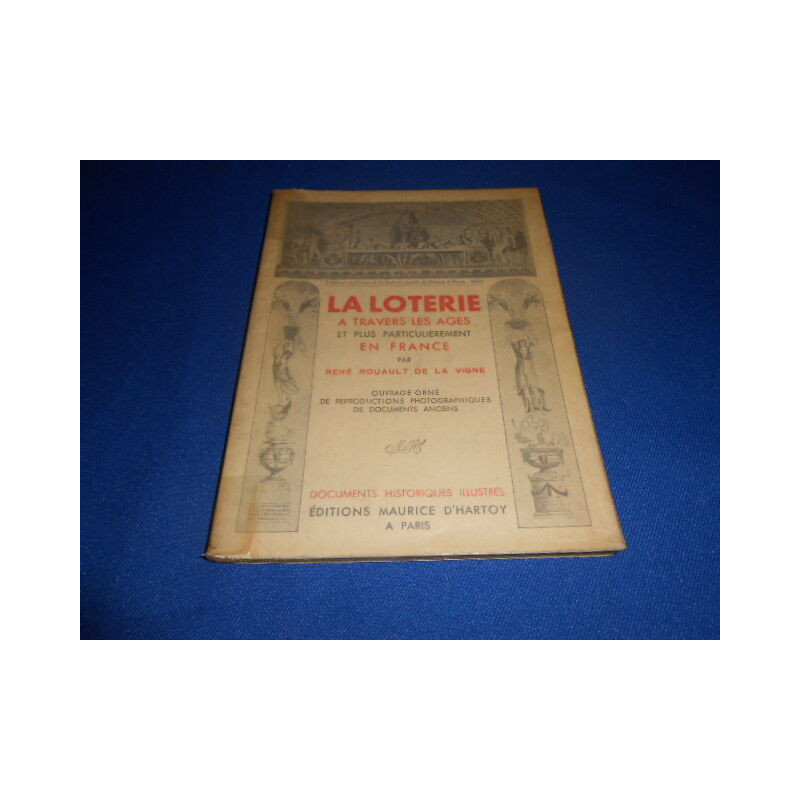 LA LOTERIE
A TRAVERS LES AGES
ET PLUS PARTICULIEREMENT
EN FRANCE
PAR
RENÉ ROUAULT DE LA VIGNE
OUVRAGE ORNÉ
DE REPRODUCTIONS PHOTOGRAPHIQUES
DE DOCUMENTS ANCIENS
DOCUMENTS HISTORIQUES ILLUSTRÉS
ÉDITIONS MAURICE D'HARTOY
A PARIS